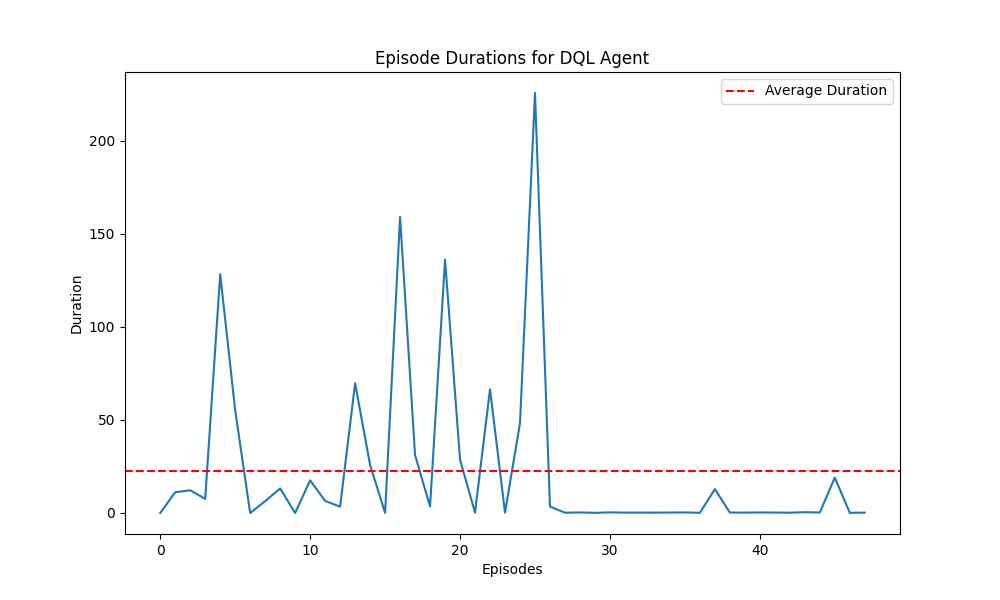 Episode Durations for DQL Agent
Average Duration
200
150
100
50
0
Duration
0 10 20 30 40
Episodes